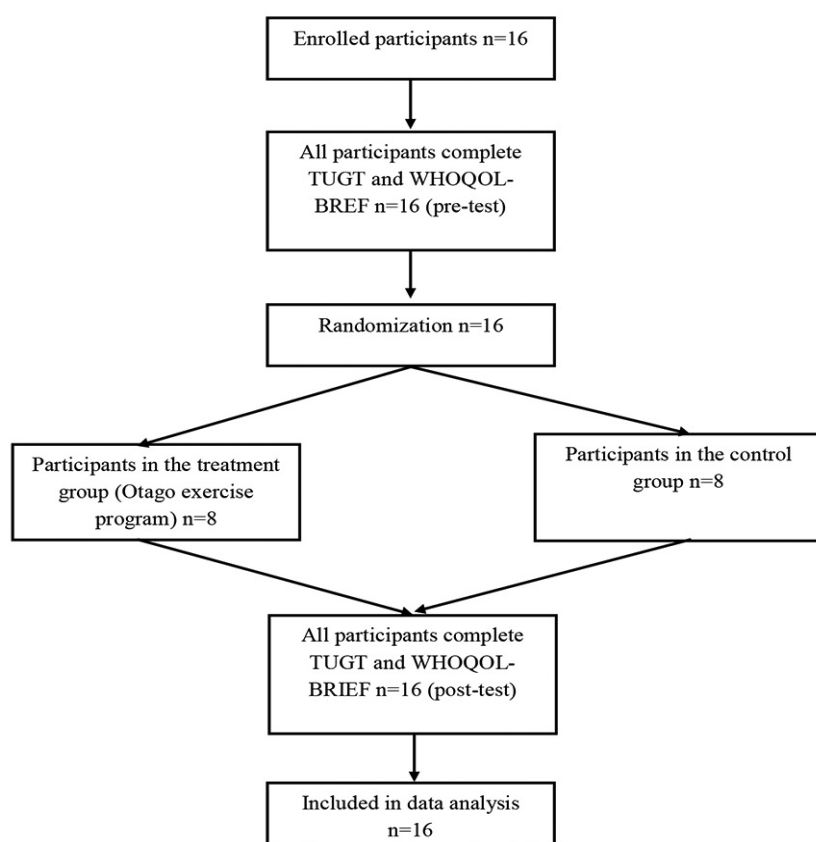 Enrolled participants n=16
All participants complete
TUGT and WHOQOL-
BREF n=16 (pre-test)
Randomization n=16
Participants in the treatment
group (Otago exercise
program) n=8
Participants in the control
group n=8
All participants complete
TUGT and WHOQOL-
BRIEF n=16 (post-test)
Included in data analysis
n=16